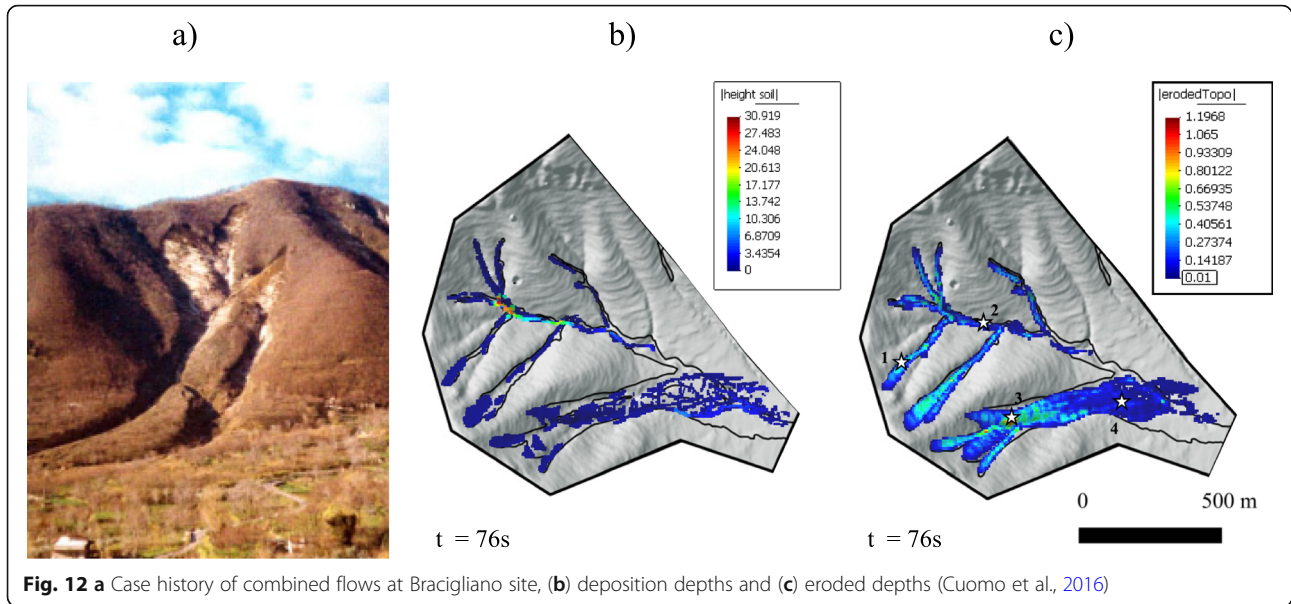 a)
b)
c)
|height soil|
30.919
27.483
24.048
20.613
17.177
13.742
10.306
6.8709
3.4354
0
|erodedTopo|
1.1968
1.065
0.93309
0.80122
0.66935
0.53748
0.40561
0.27374
0.14187
0.01
2
1
3
4
0 500 m
t = 76s
t = 76s
Fig. 12 a Case history of combined flows at Bracigliano site, (b) deposition depths and (c) eroded depths (Cuomo et al., 2016)